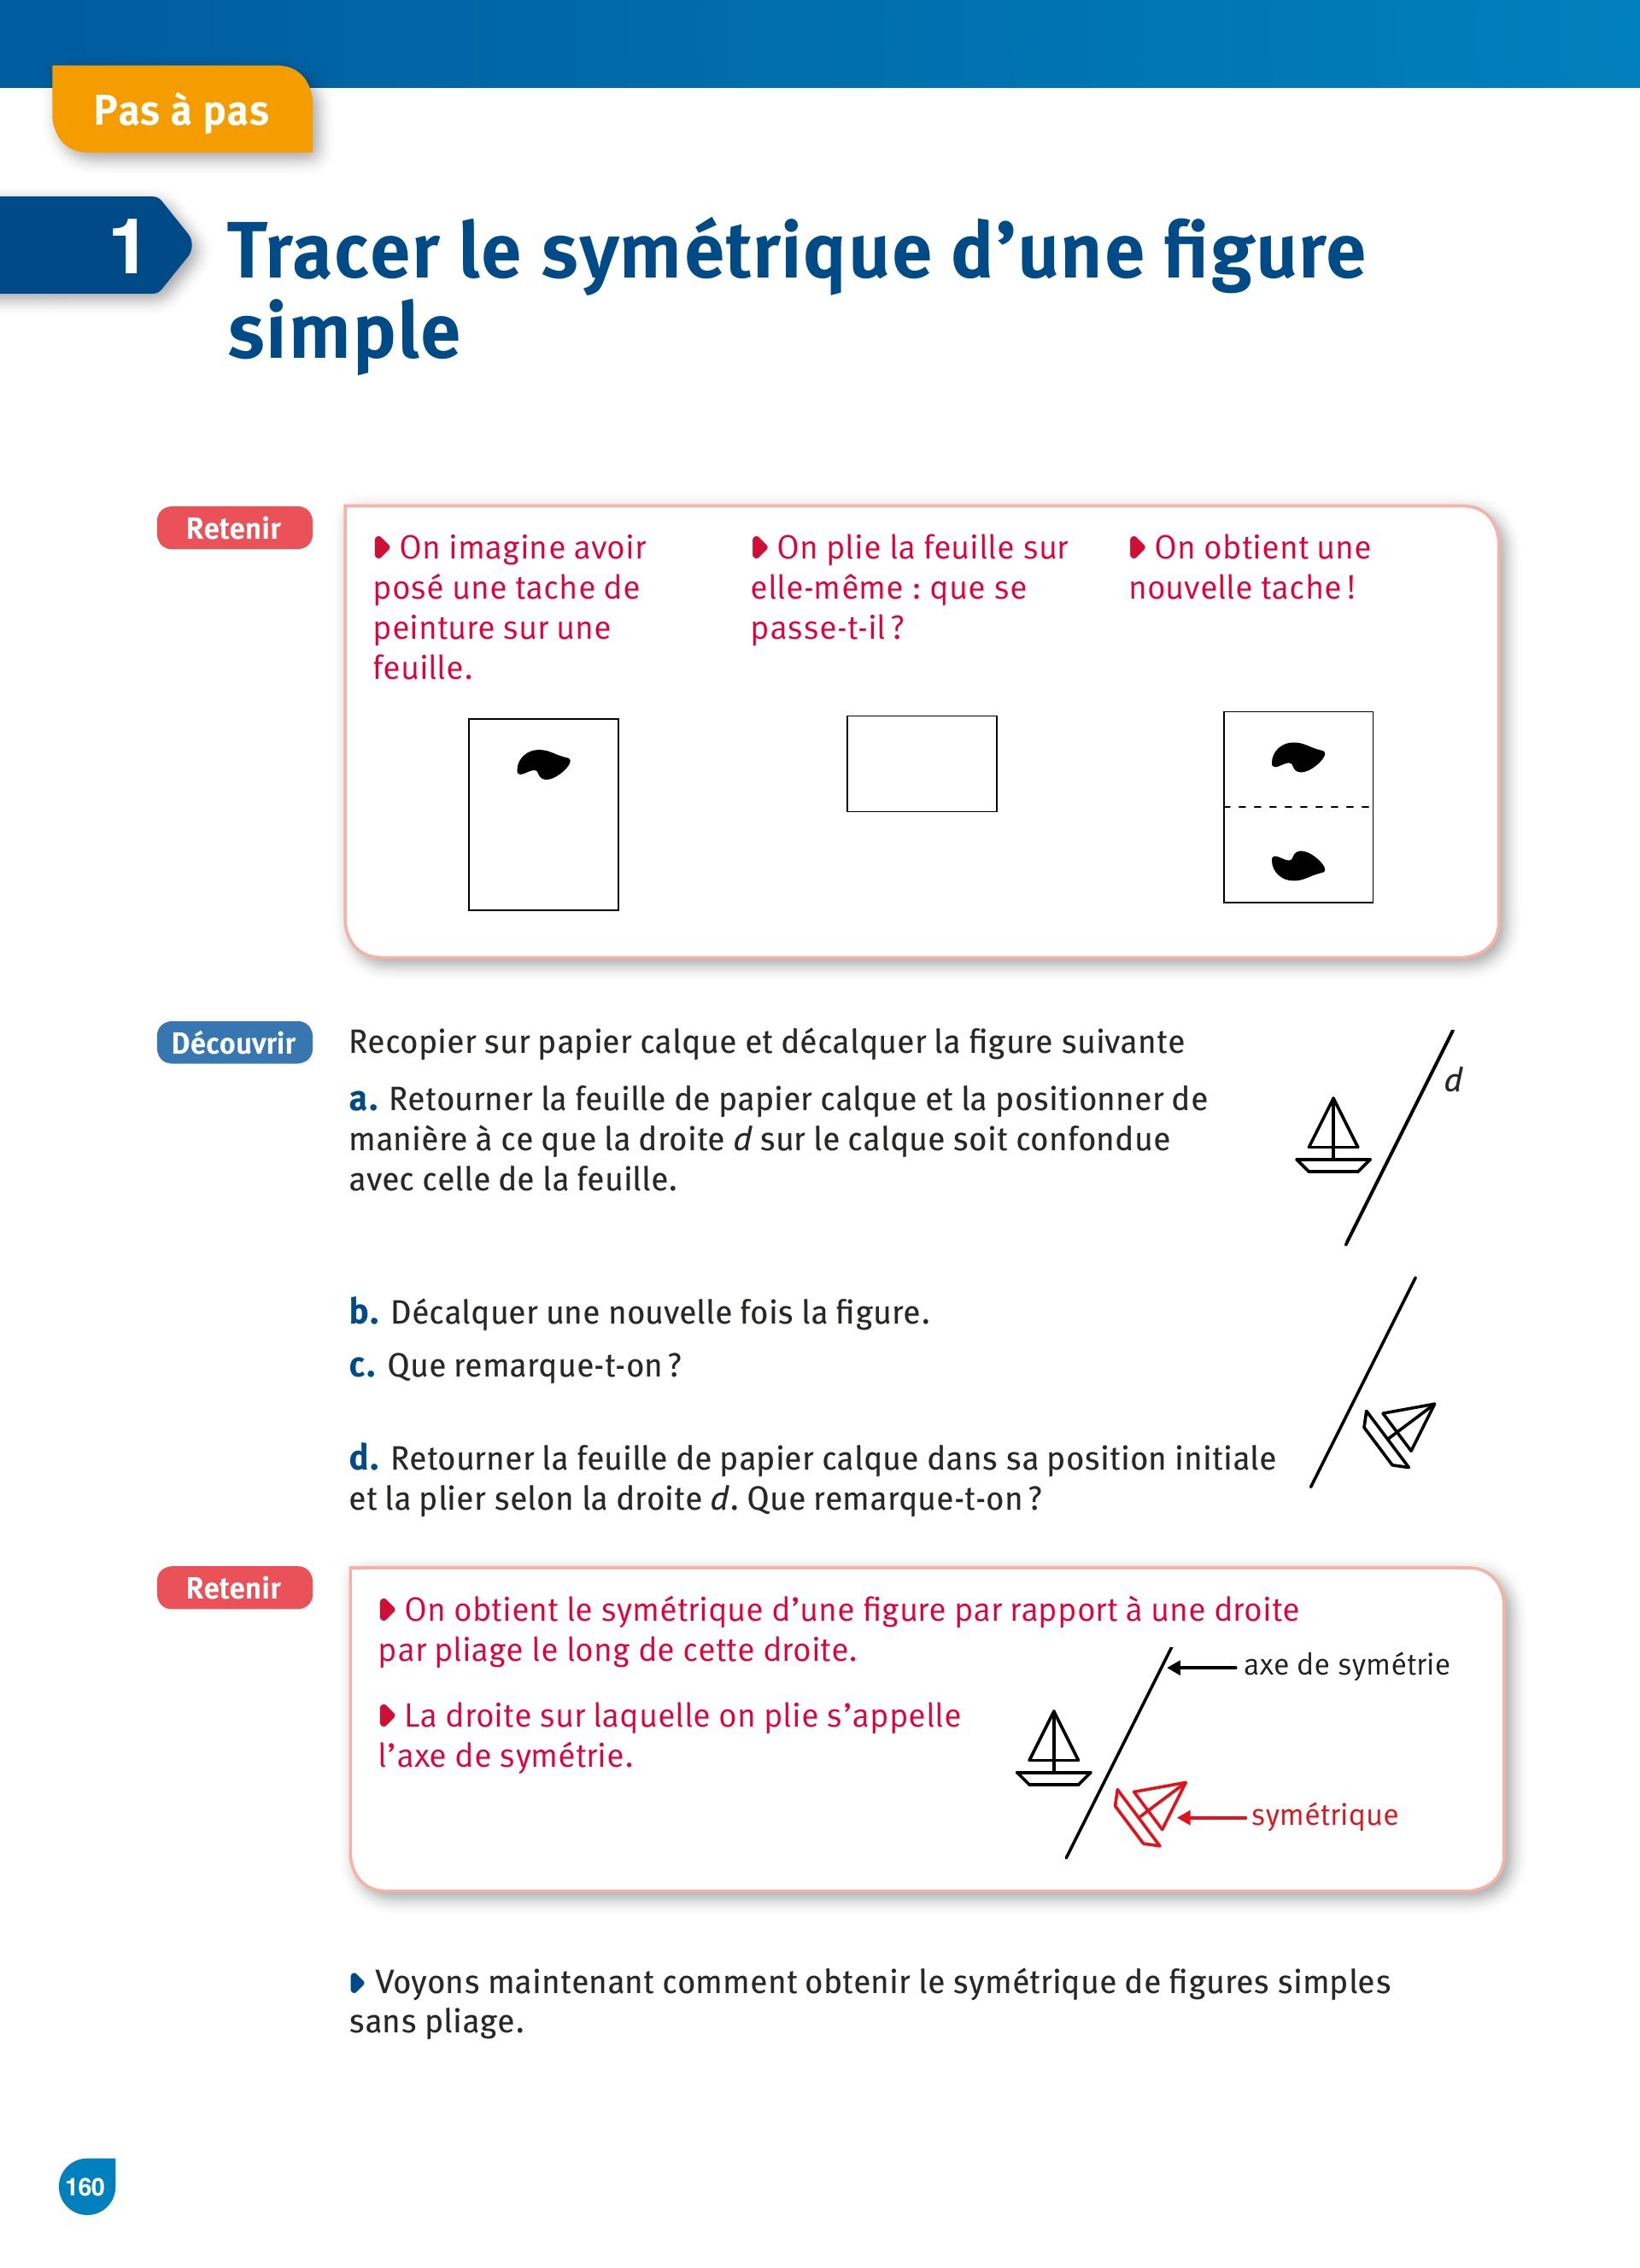 Pas à pas
1
Tracer le symétrique d’une figure
simple
Retenir
On imagine avoir
posé une tache de
peinture sur une
feuille.
On plie la feuille sur
elle-même : que se
passe-t-il ?
On obtient une
nouvelle tache !
Découvrir
Recopier sur papier calque et décalquer la figure suivante
a. Retourner la feuille de papier calque et la positionner de
manière à ce que la droite d sur le calque soit confondue
avec celle de la feuille.
d
b. Décalquer une nouvelle fois la figure.
c. Que remarque-t-on ?
d. Retourner la feuille de papier calque dans sa position initiale
et la plier selon la droite d. Que remarque-t-on ?
Retenir
On obtient le symétrique d’une figure par rapport à une droite
par pliage le long de cette droite.
axe de symétrie
La droite sur laquelle on plie s’appelle
l’axe de symétrie.
symétrique
Voyons maintenant comment obtenir le symétrique de figures simples
sans pliage.
160